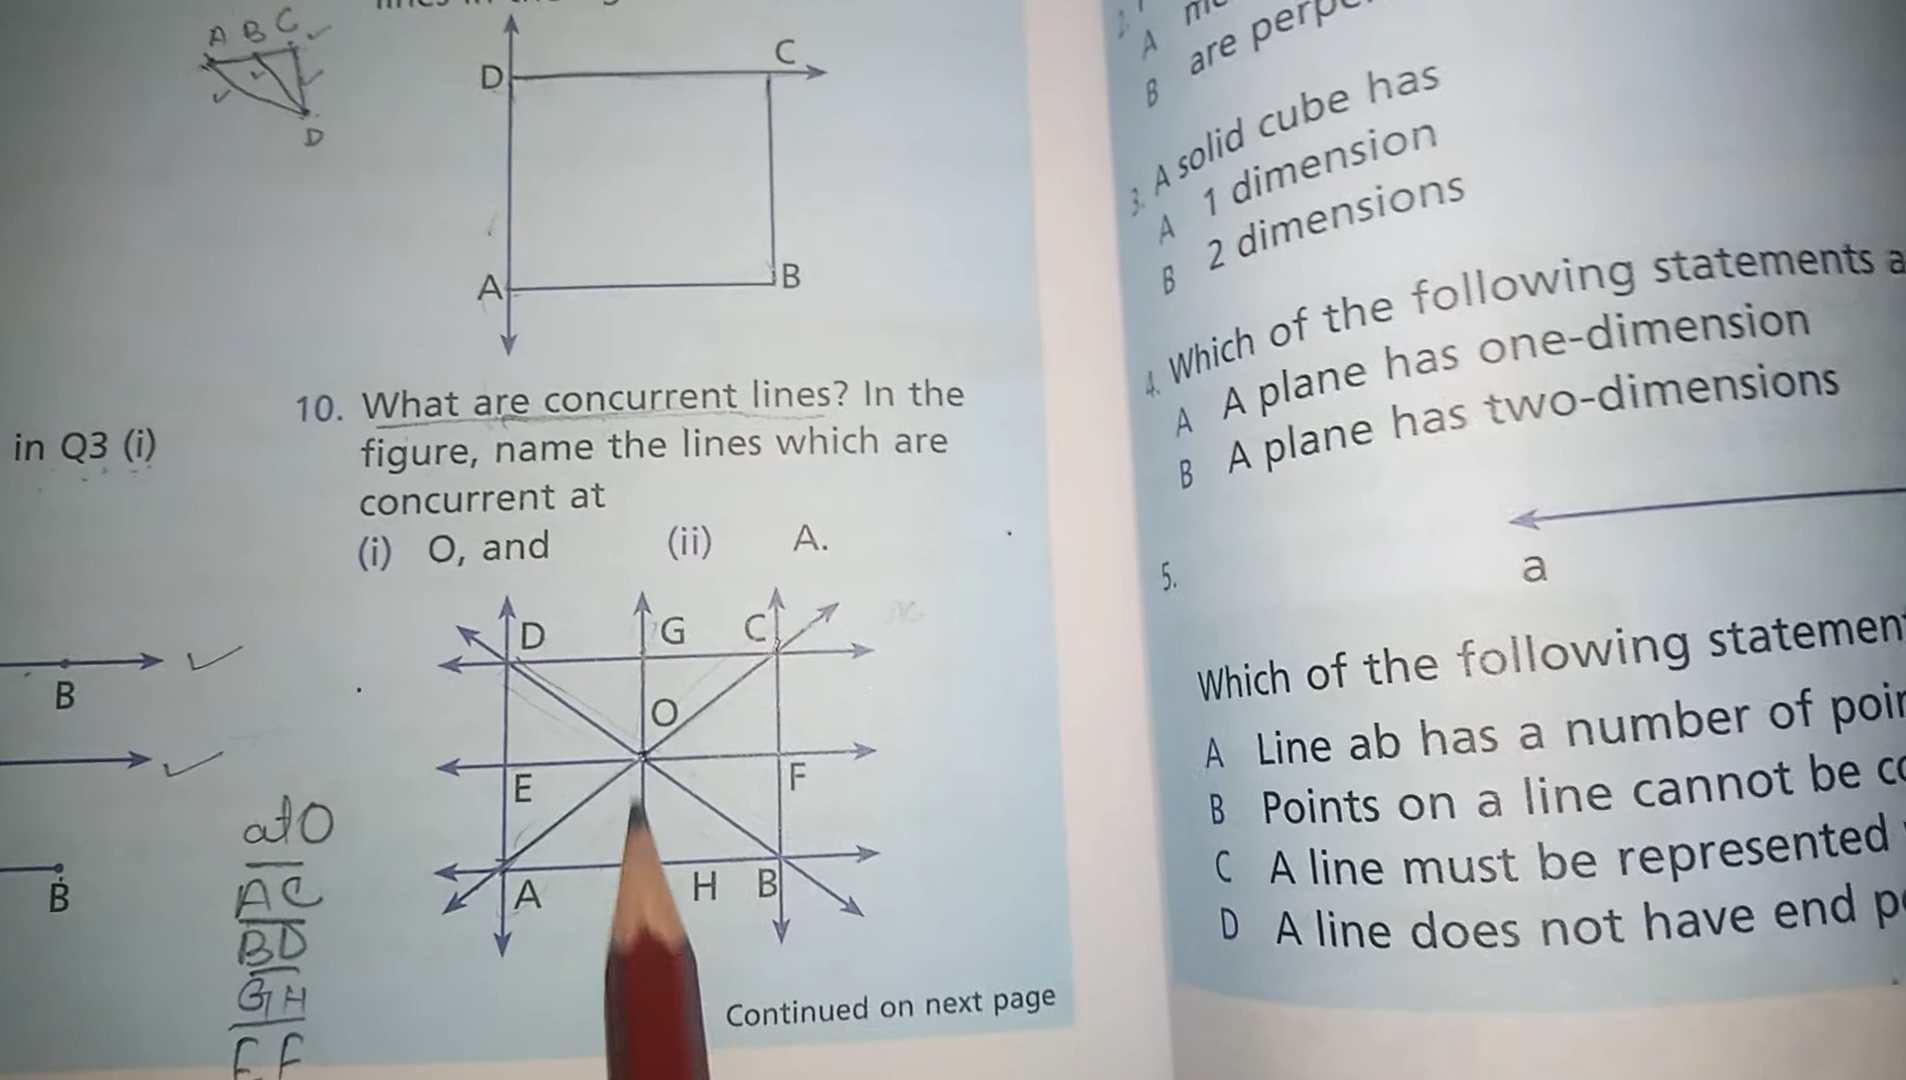 A B C
D
D
C
A
B
10. What are concurrent lines? In the
figure, name the lines which are
concurrent at
(i) O, and (ii) A.
D G C
O
E F
A H B
Continued on next page
in Q3 (i)
B
B
at O
AC
BD
GH
EF
A
B are
3. A solid cube has
A 1 dimension
B 2 dimensions
4. Which of the following statements
A A plane has one-dimension
B A plane has two-dimensions
5.
a
Which of the following
A Line ab has a number of
B Points on a line cannot be
C A line must be represented
D A line does not have end